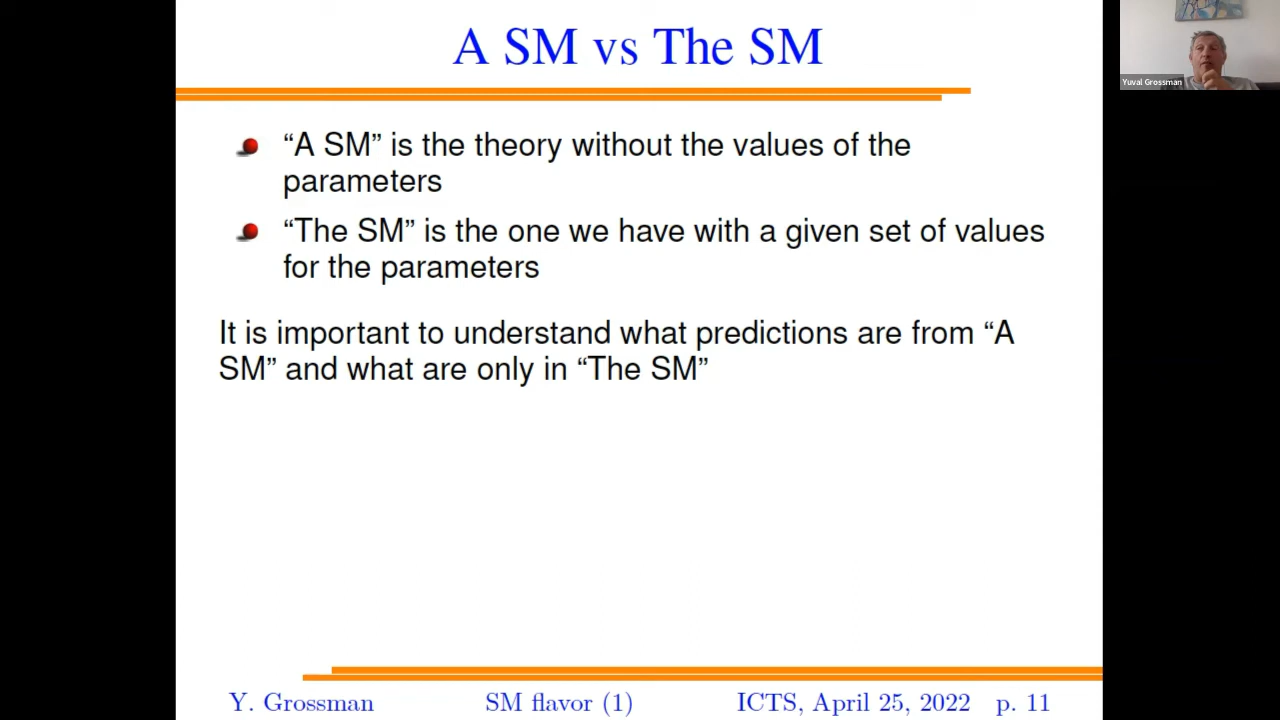 A SM vs The SM
Yuval Grossman
“A SM” is the theory without the values of the
parameters
“The SM” is the one we have with a given set of values
for the parameters
It is important to understand what predictions are from “A
SM” and what are only in “The SM”
Y. Grossman SM flavor (1) ICTS, April 25, 2022 p. 11